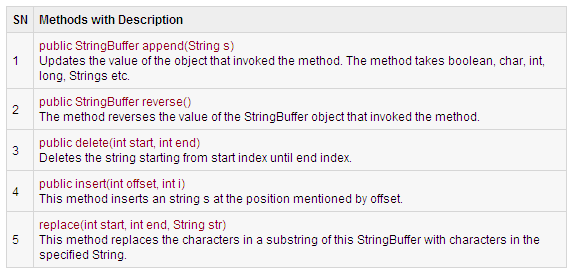 SN Methods with Description
public StringBuffer append(String s)
1 Updates the value of the object that invoked the method. The method takes boolean, char, int,
long, Strings etc.
public StringBuffer reverse()
2 The method reverses the value of the StringBuffer object that invoked the method.
public delete(int start, int end)
3 Deletes the string starting from start index until end index.
public insert(int offset, int i)
4 This method inserts an string s at the position mentioned by offset.
replace(int start, int end, String str)
5 This method replaces the characters in a substring of this StringBuffer with characters in the
specified String.